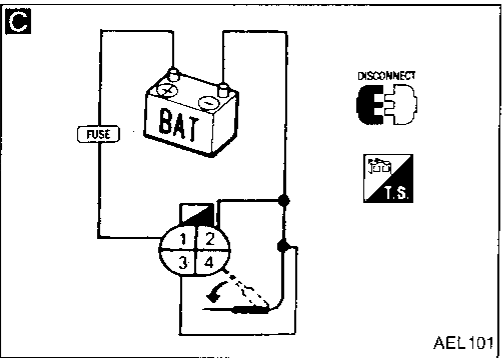 C
DISCONNECT
+ -
BAT
FUSE
T.S.
1 2
3 4
AEL101